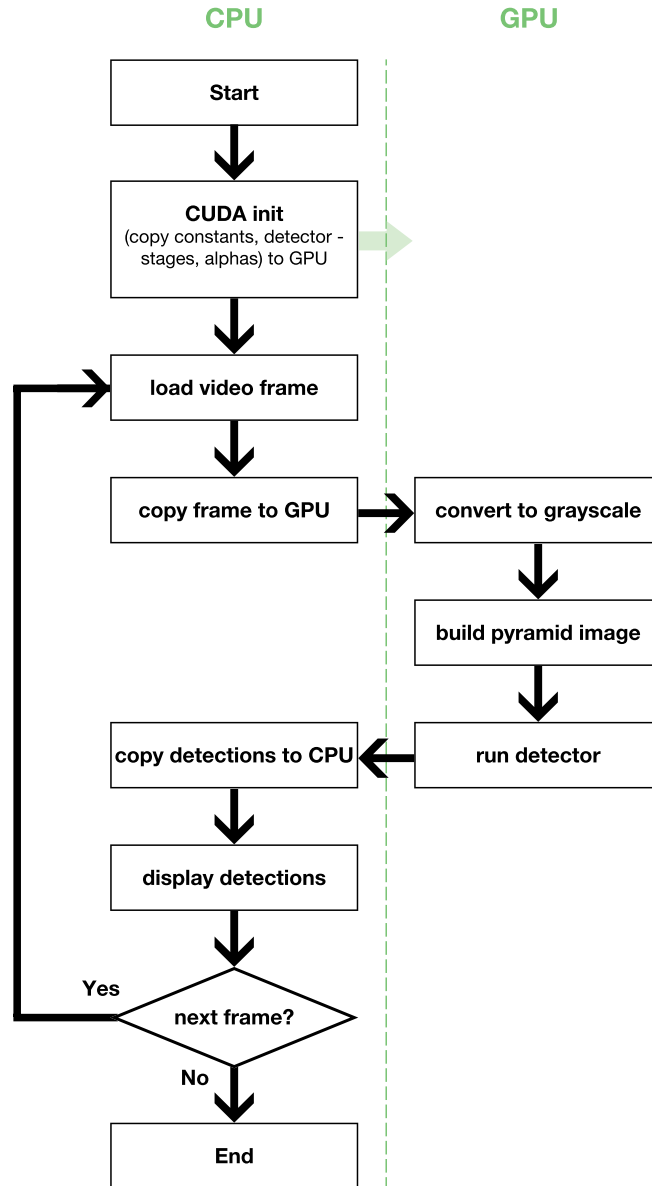 CPU
GPU
Start
CUDA init
(copy constants, detector -
stages, alphas) to GPU
load video frame
copy frame to GPU
convert to grayscale
build pyramid image
run detector
copy detections to CPU
display detections
Yes
next frame?
No
End